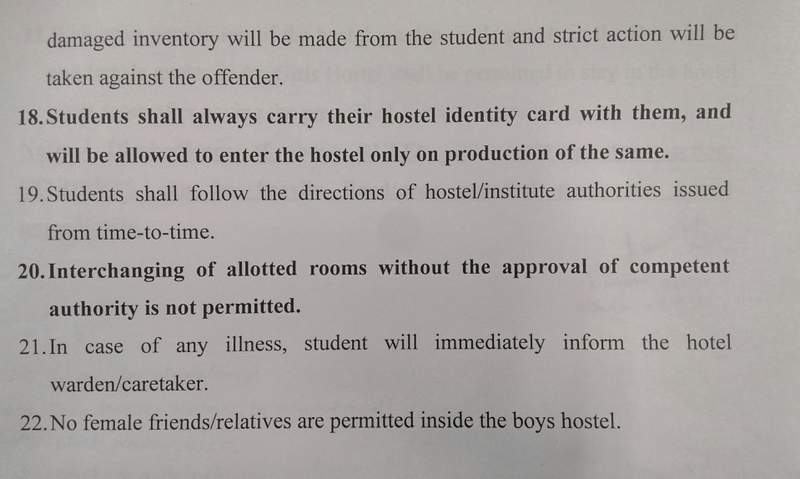 damaged inventory will be made from the student and strict action will be
taken against the offender.
18. Students shall always carry their hostel identity card with them, and
will be allowed to enter the hostel only on production of the same.
19. Students shall follow the directions of hostel/institute authorities issued
from time-to-time.
20. Interchanging of allotted rooms without the approval of competent
authority is not permitted.
21. In case of any illness, student will immediately inform the hotel
warden/caretaker.
22. No female friends/relatives are permitted inside the boys hostel.